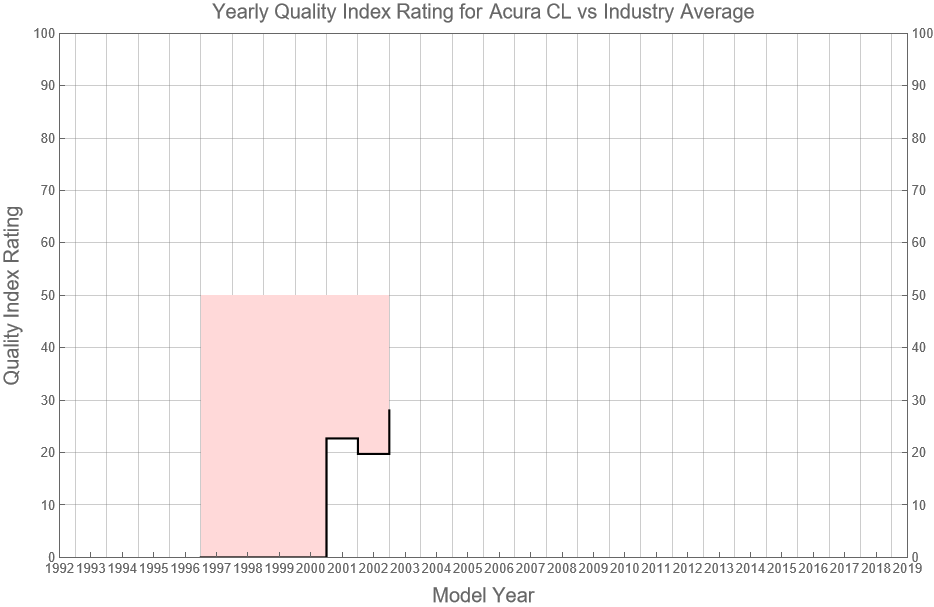 Yearly Quality Index Rating for Acura CL vs Industry Average
100 100
90 90
80 80
70 70
60 60
50 50
40 40
30 30
20 20
10 10
0 0
1992 1993 1994 1995 1996 1997 1998 1999 2000 2001 2002 2003 2004 2005 2006 2007 2008 2009 2010 2011 2012 2013 2014 2015 2016 2017 2018 2019
Model Year
Quality Index Rating